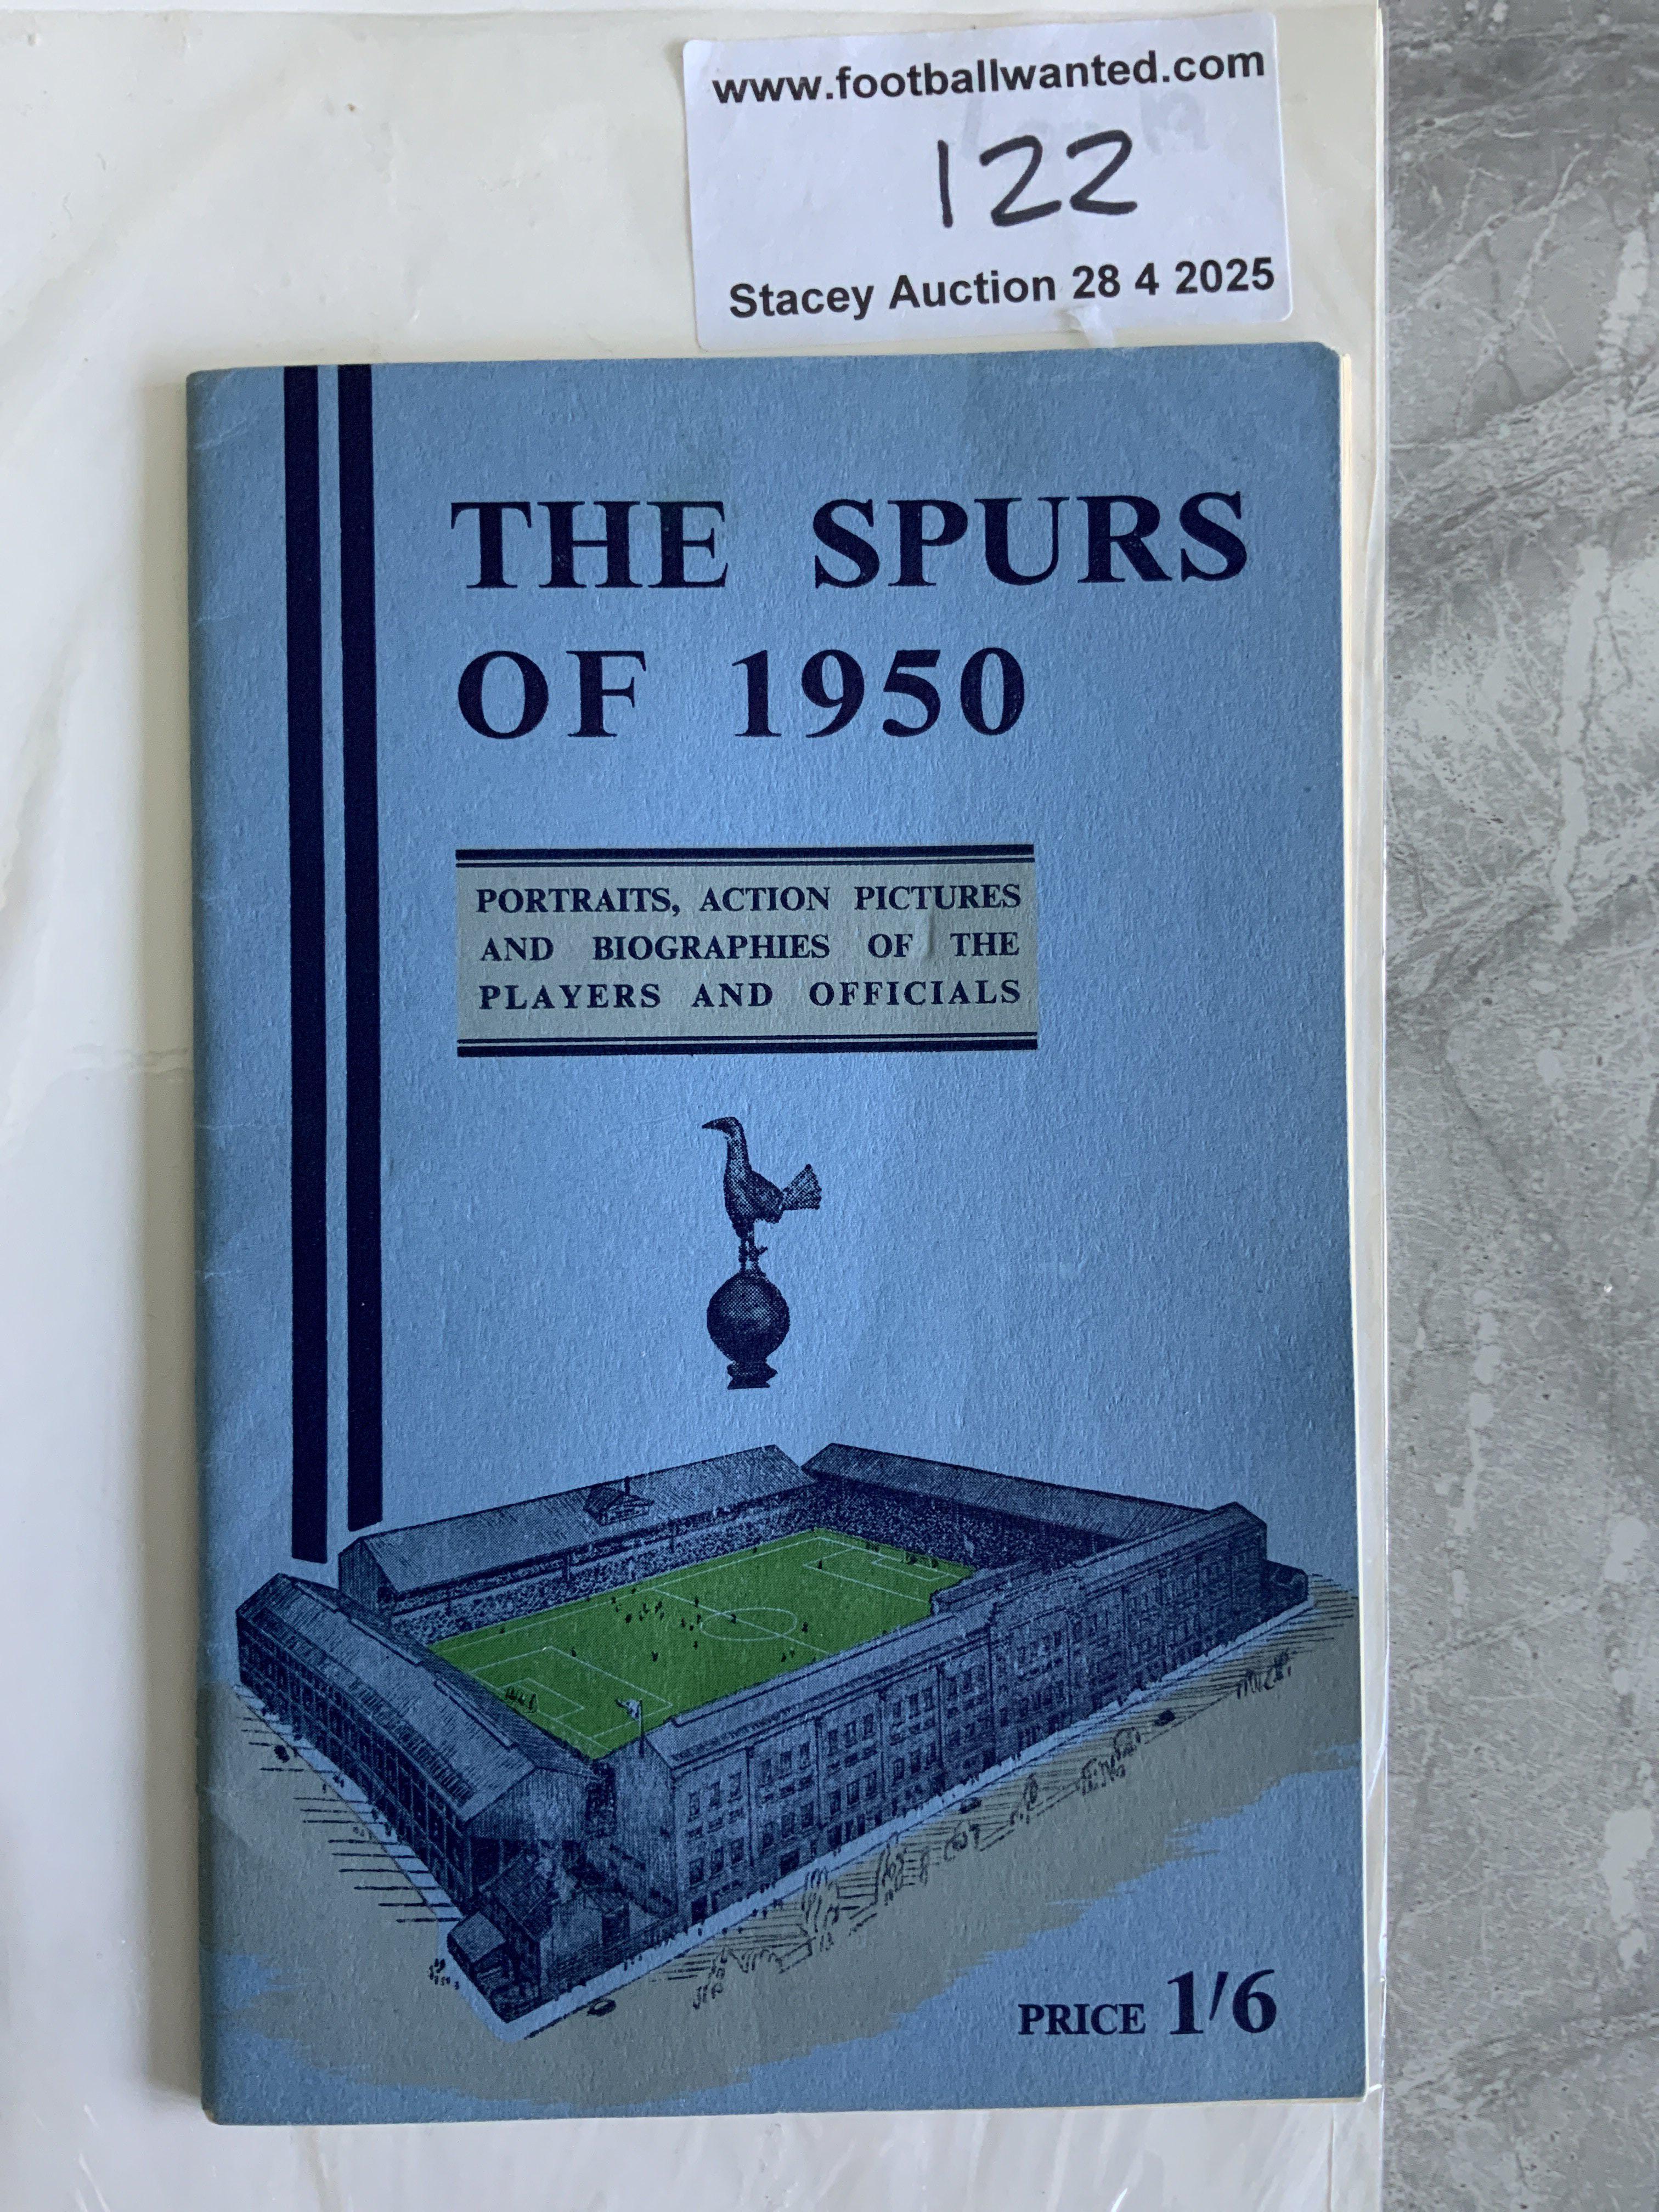 www.footballwanted.com
122
Stacey Auction 28 4 2025
THE SPURS
OF 1950
PORTRAITS, ACTION PICTURES
AND BIOGRAPHIES OF THE
PLAYERS AND OFFICIALS
PRICE 1/6